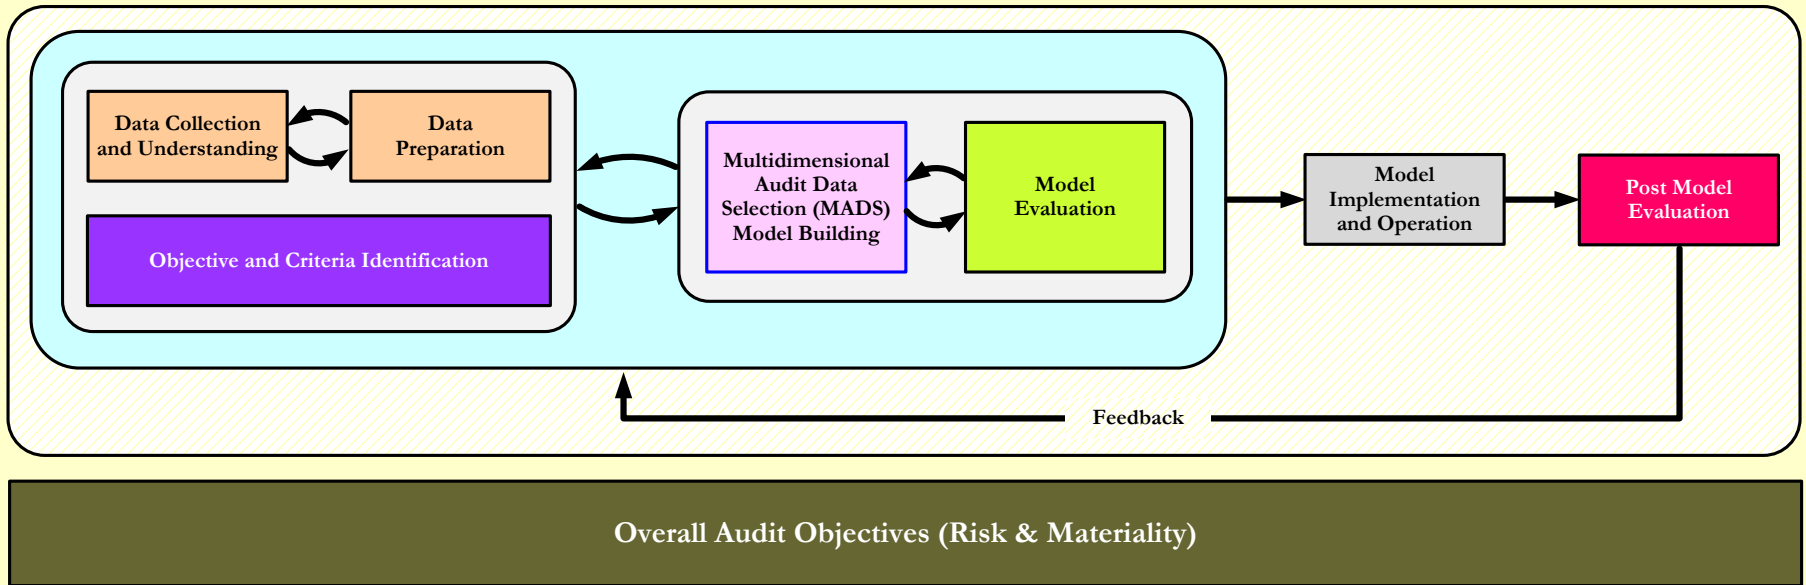 Data Collection
and Understanding
Data
Preparation
Objective and Criteria Identification
Multidimensional
Audit Data
Selection (MADS)
Model Building
Model
Evaluation
Model
Implementation
and Operation
Post Model
Evaluation
Feedback
Overall Audit Objectives (Risk & Materiality)